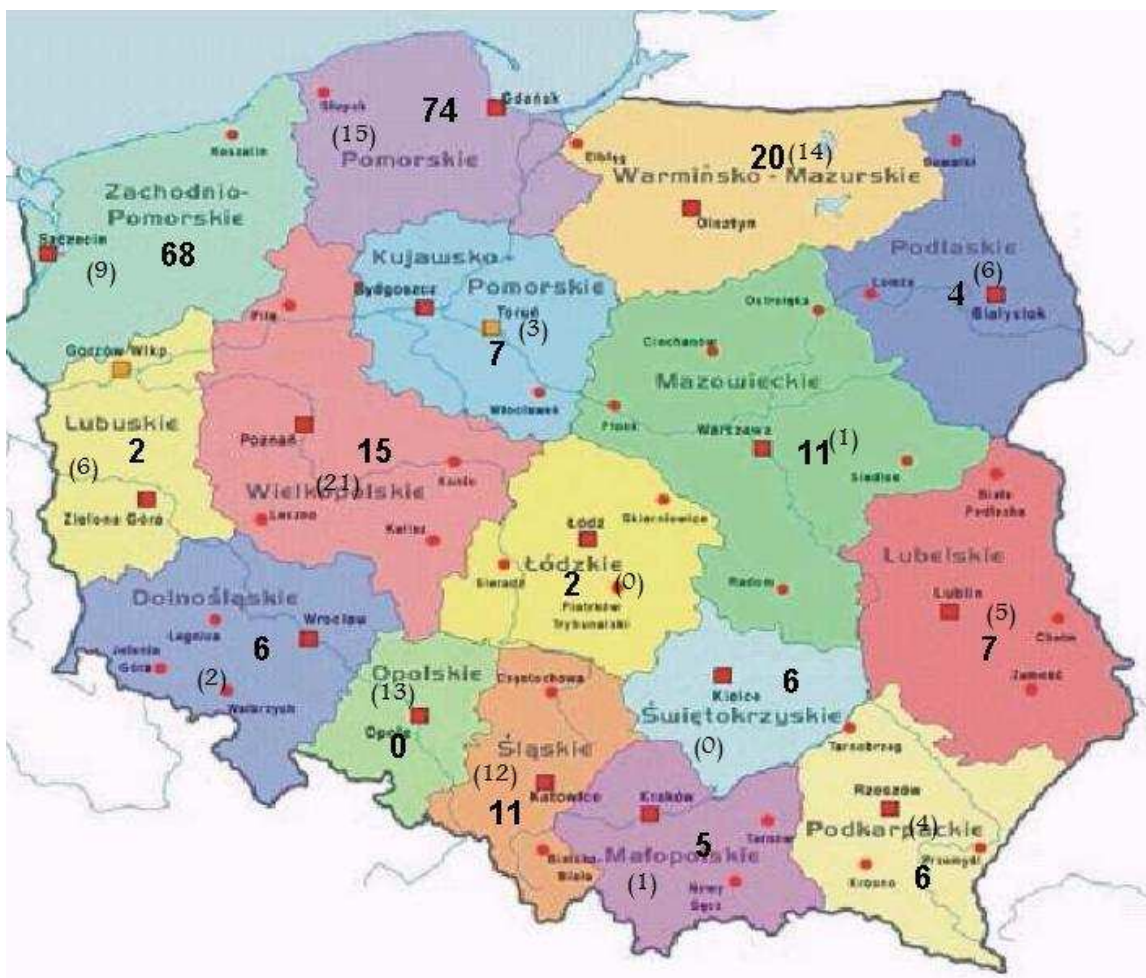 Słupsk
74
Gdańsk
(15)
Pomorskie
Koszalin
Elbląg
20 (14)
Warmińsko - Mazurskie
Suwałki
Zachodnio-
Pomorskie
Olsztyn
Szczecin
(9)
68
Kujawsko -
Pomorskie
Bydgoszcz
Toruń
(3)
7
Włocławek
Podlaskie
(6)
Łomża
4
Białystok
Piła
Ostrołęka
Ciechanów
Mazowieckie
Płock
Warszawa
11 (1)
Siedlce
Radom
Gorzów Wlkp
Lubuskie
2
(6)
Zielona Góra
Poznań
15
Wielkopolskie
(21)
Konin
Leszno
Kalisz
Skierniewice
Łódź
Łódzkie
Sieradz
2 (0)
Piotrków
Trybunalski
Biała
Podlaska
Lubelskie
Lublin
(5)
Chełm
7
Zamość
Dolnośląskie
Wrocław
Legnica
Jelenia
Góra
6
(2)
Wałbrzych
Opolskie
(13)
Opole
0
Częstochowa
Śląskie
(12)
Katowice
11
Bielsko-
Biała
Kielce
6
Świętokrzyskie
(0)
Kraków
5
Tarnów
Małopolskie
(1)
Nowy
Sącz
Tarnobrzeg
Rzeszów
(4)
Podkarpackie
Przemyśl
Krosno
6